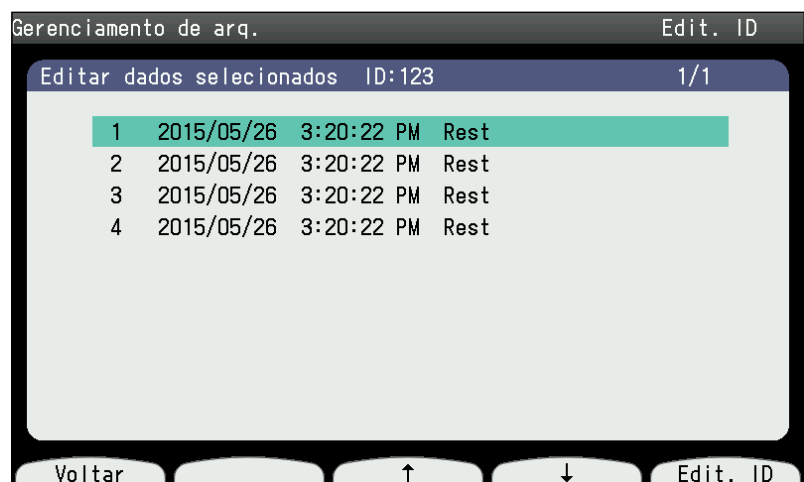 Gerenciamento de arq. Edit. ID
Editar dados selecionados ID:123 1/1
1 2015/05/26 3:20:22 PM Rest
2 2015/05/26 3:20:22 PM Rest
3 2015/05/26 3:20:22 PM Rest
4 2015/05/26 3:20:22 PM Rest
Voltar ↑ ↓ Edit. ID